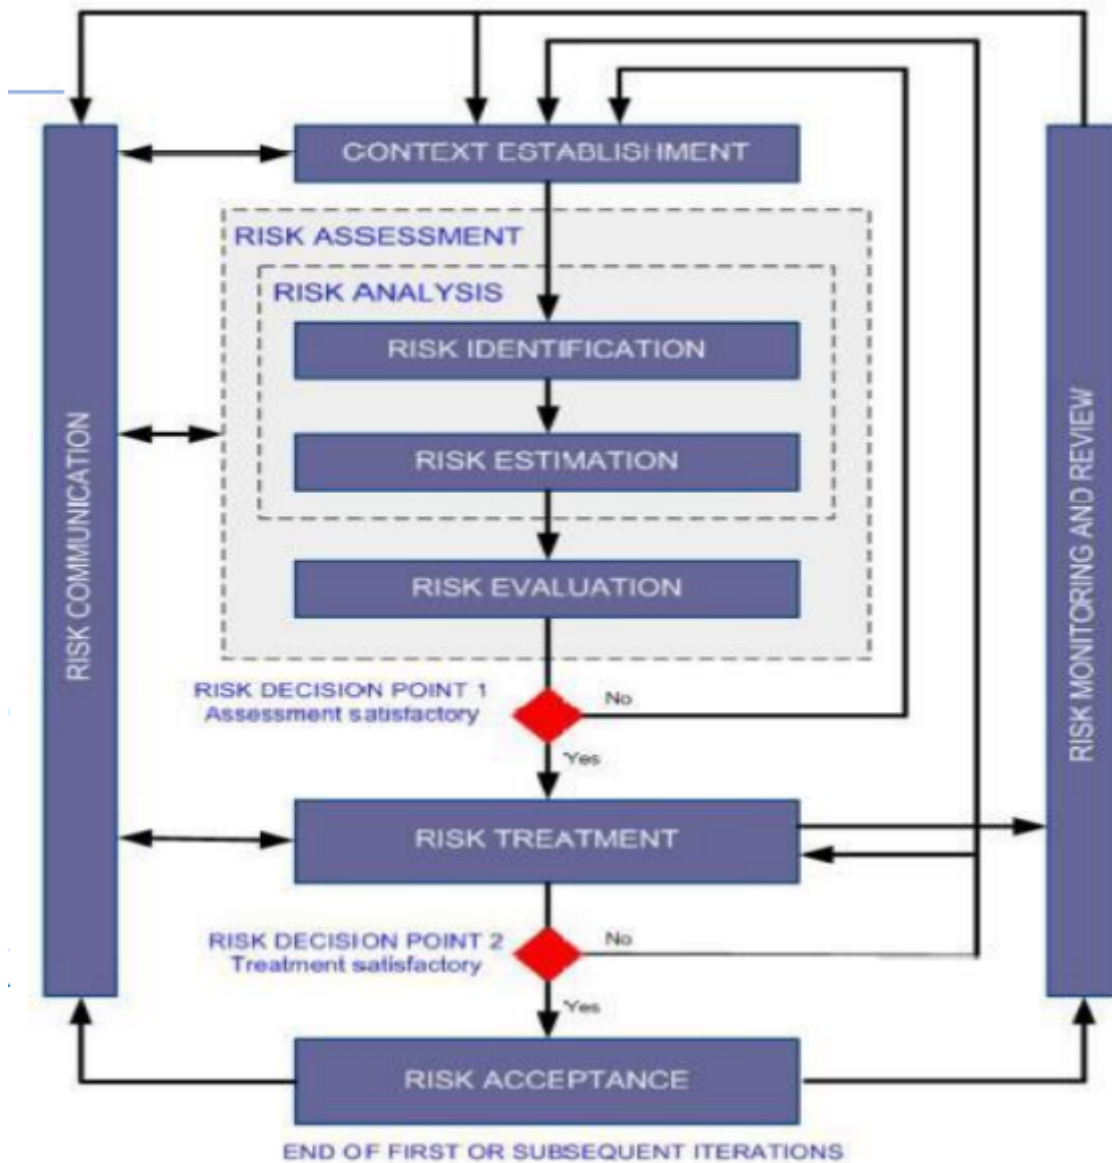 CONTEXT ESTABLISHMENT
RISK ASSESSMENT
RISK ANALYSIS
RISK IDENTIFICATION
RISK ESTIMATION
RISK EVALUATION
RISK COMMUNICATION
RISK MONITORING AND REVIEW
RISK DECISION POINT 1
Assessment satisfactory
No
Yes
RISK TREATMENT
RISK DECISION POINT 2
Treatment satisfactory
No
Yes
RISK ACCEPTANCE
END OF FIRST OR SUBSEQUENT ITERATIONS